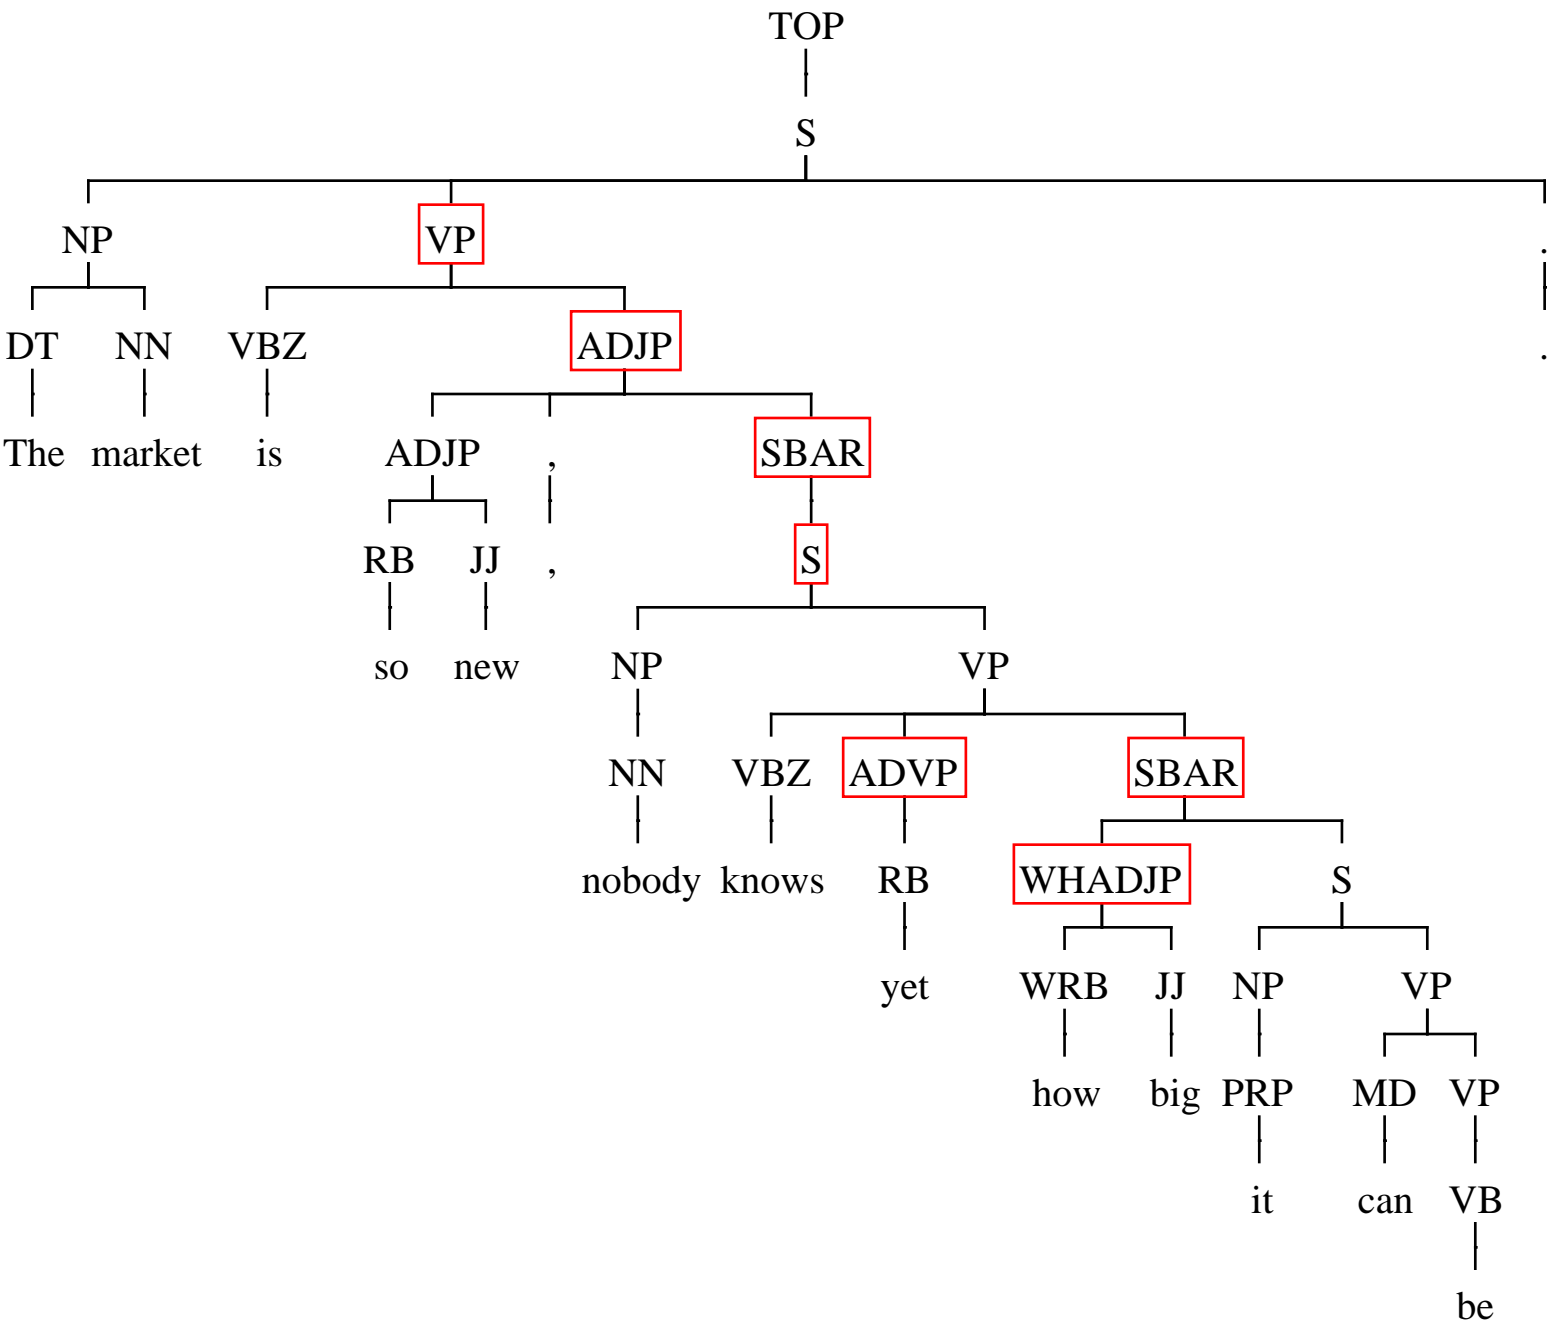 TOP
S
NP VP .
DT NN VBZ ADJP .
The market is ADJP , SBAR
RB JJ , S
so new NP VP
NN VBZ ADVP SBAR
nobody knows RB WHADJP S
yet WRB JJ NP VP
how big PRP MD VP
it can VB
be